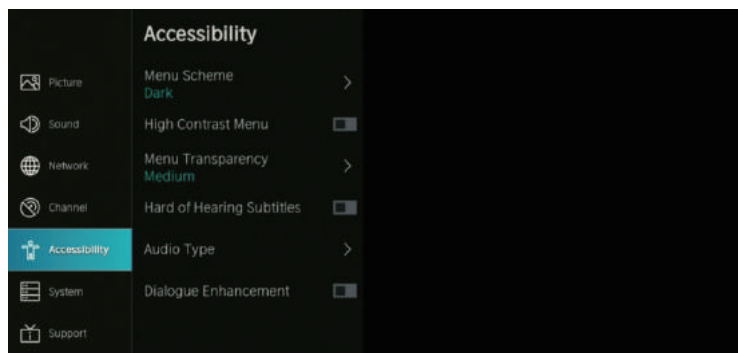 Accessibility
Picture
Sound
Network
Channel
Accessibility
System
Support
Menu Scheme
Dark
High Contrast Menu
Menu Transparency
Medium
Hard of Hearing Subtitles
Audio Type
Dialogue Enhancement